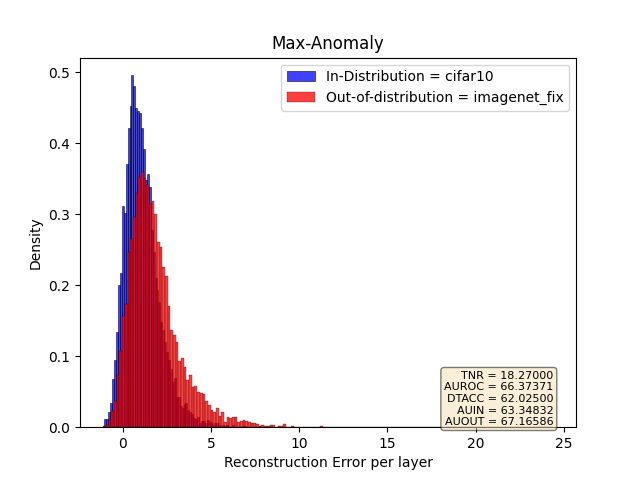 Max-Anomaly
In-Distribution = cifar10
Out-of-distribution = imagenet_fix
Density
0.5
0.4
0.3
0.2
0.1
0.0
TNR = 18.27000
AUROC = 66.37371
DTACC = 62.02500
AUIN = 63.34832
AUOUT = 67.16586
0 5 10 15 20 25
Reconstruction Error per layer